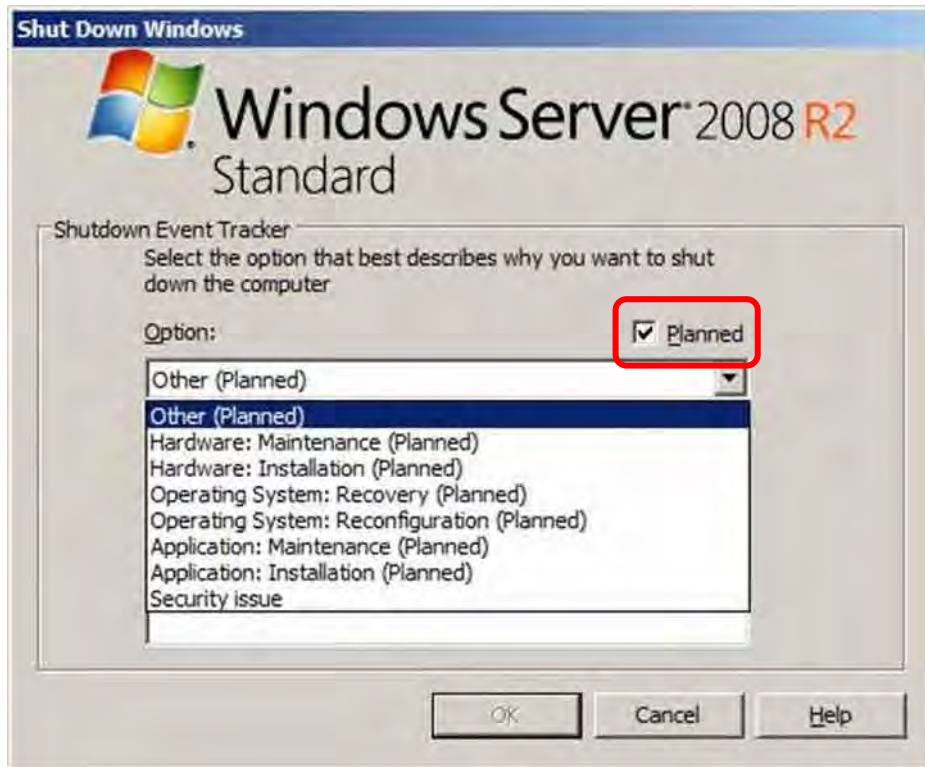 Shut Down Windows
Windows Server 2008 R2
Standard
Shutdown Event Tracker
Select the option that best describes why you want to shut
down the computer
Option:
Planned
Other (Planned)
Other (Planned)
Hardware: Maintenance (Planned)
Hardware: Installation (Planned)
Operating System: Recovery (Planned)
Operating System: Reconfiguration (Planned)
Application: Maintenance (Planned)
Application: Installation (Planned)
Security issue
OK
Cancel
Help